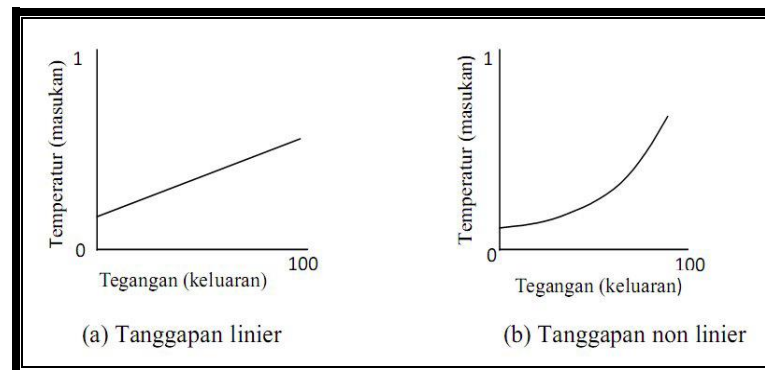 1
Temperatur (masukan)
0
100
Tegangan (keluaran)
(a) Tanggapan linier
1
Temperatur (masukan)
0
100
Tegangan (keluaran)
(b) Tanggapan non linier